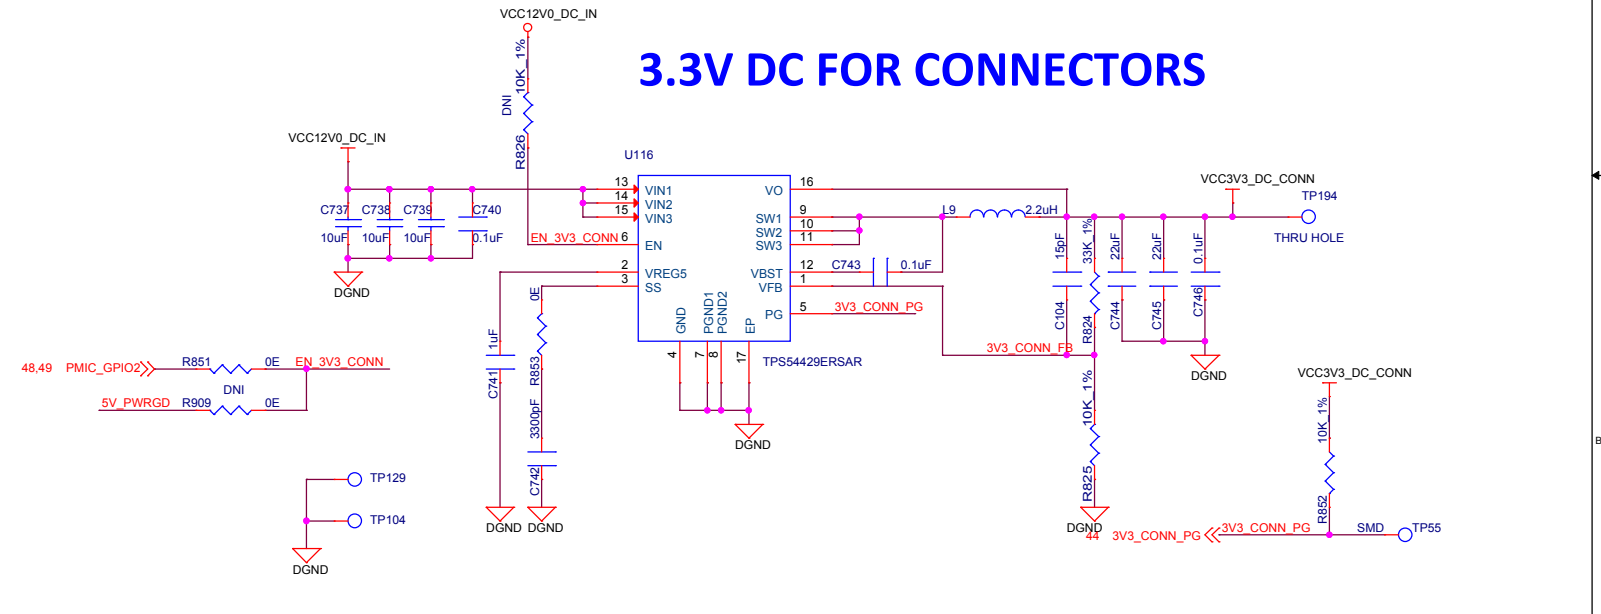 VCC12V0_DC_IN
3.3V DC FOR CONNECTORS
10K_1%
DNI
R826
VCC12V0_DC_IN
U116
C737
10uF
C738
10uF
C739
10uF
C740
0.1uF
DGND
13
14
15
EN_3V3_CONN
6
2
3
VIN1
VIN2
VIN3
EN
VREG5
SS
GND
PGND1
PGND2
EP
VO
SW1
SW2
SW3
VBST
VFB
PG
16
9
10
11
12
1
5
4
7
8
17
TPS54429ERSAR
DGND
C743
0.1uF
3V3_CONN_PG
L9
2.2uH
VCC3V3_DC_CONN
TP194
THRU HOLE
15pF
C104
33K_1%
R824
22uF
C744
22uF
C745
0.1uF
C746
DGND
3V3_CONN_FB
10K_1%
R825
DGND
0E
R853
1uF
C741
3300pF
C742
DGND
DGND
48,49
PMIC_GPIO2
R851
0E
EN_3V3_CONN
DNI
5V_PWRGD
R909
0E
TP129
TP104
DGND
VCC3V3_DC_CONN
10K_1%
R852
44
3V3_CONN_PG
3V3_CONN_PG
SMD
TP55
B